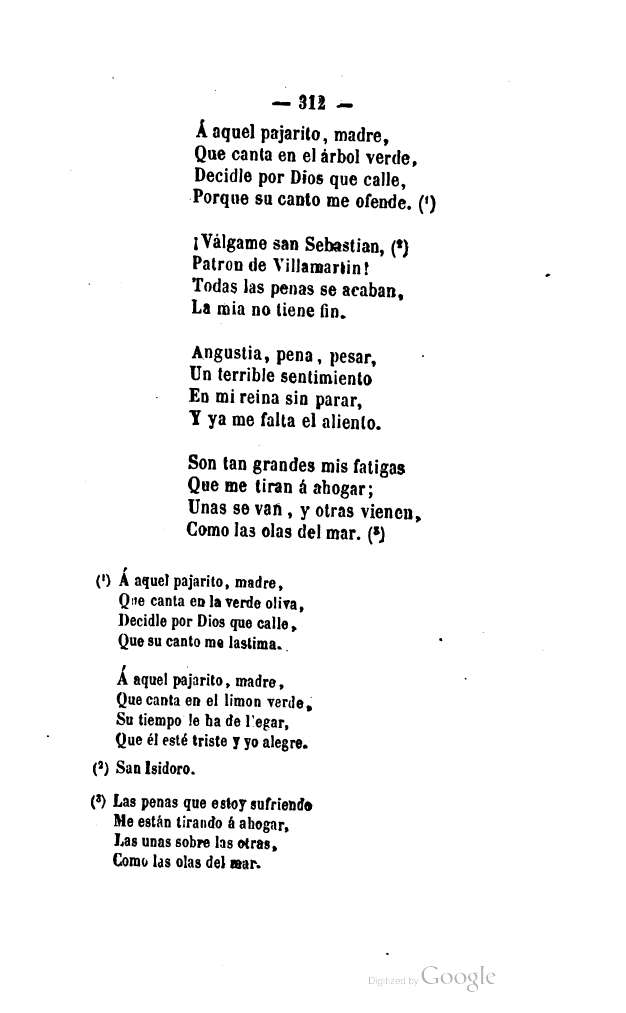 — 312 —
Á aquel pajarito, madre,
Que canta en el árbol verde,
Decidle por Dios que calle,
Porque su canto me ofende. (¹)
¡Válgame san Sebastian, (²)
Patron de Villamartin!
Todas las penas se acaban,
La mia no tiene fin.
Angustia, pena, pesar,
Un terrible sentimiento
En mi reina sin parar,
Y ya me falta el aliento.
Son tan grandes mis fatigas
Que me tiran á ahogar;
Unas se van, y otras vienen,
Como las olas del mar. (³)
(¹) Á aquel pajarito, madre,
Que canta en la verde oliva,
Decidle por Dios que calle,
Que su canto me lastima.
Á aquel pajarito, madre,
Que canta en el limon verde,
Su tiempo le ha de llegar,
Que él esté triste y yo alegre.
(²) San Isidoro.
(³) Las penas que estoy sufriendo
Me están tirando á ahogar,
Las unas sobre las otras,
Como las olas del mar.
Digitized by Google